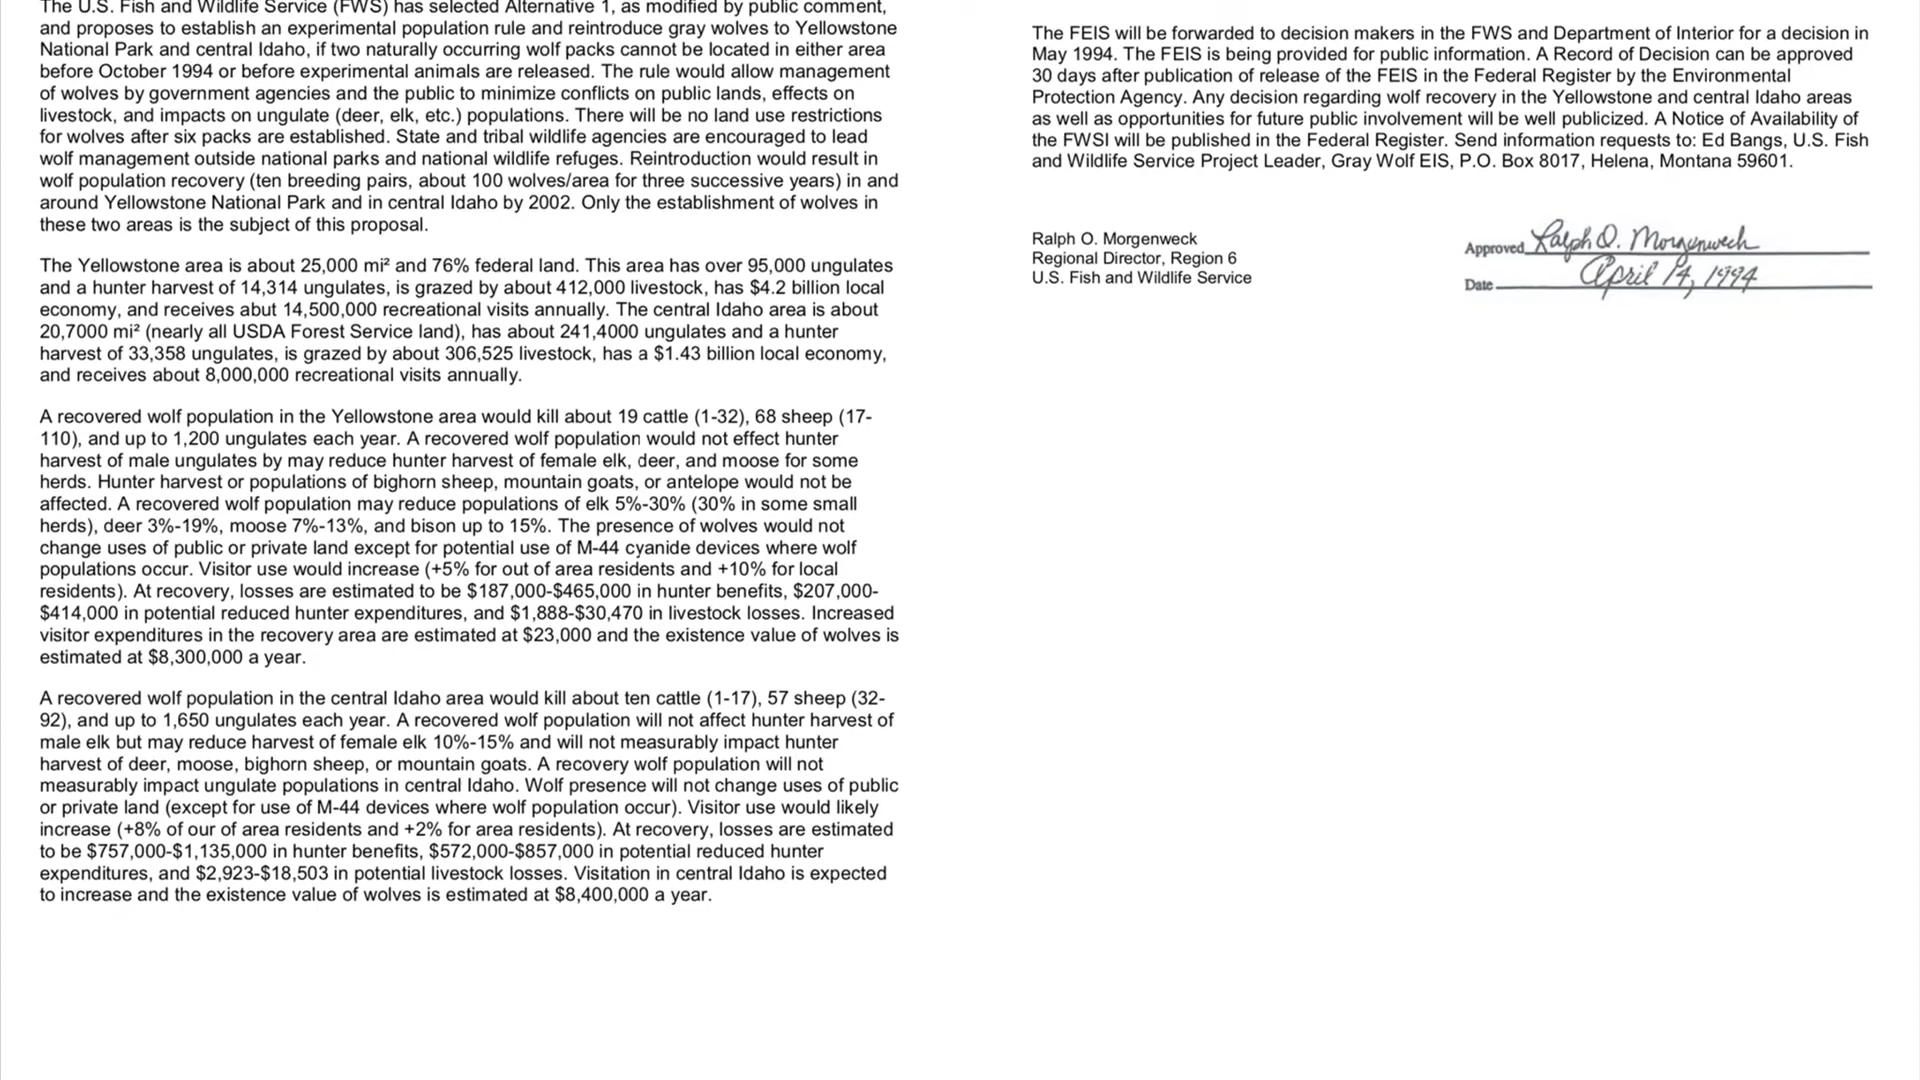 The U.S. Fish and Wildlife Service (FWS) has selected Alternative 1, as modified by public comment,
and proposes to establish an experimental population rule and reintroduce gray wolves to Yellowstone
National Park and central Idaho, if two naturally occurring wolf packs cannot be located in either area
before October 1994 or before experimental animals are released. The rule would allow management
of wolves by government agencies and the public to minimize conflicts on public lands, effects on
livestock, and impacts on ungulate (deer, elk, etc.) populations. There will be no land use restrictions
for wolves after six packs are established. State and tribal wildlife agencies are encouraged to lead
wolf management outside national parks and national wildlife refuges. Reintroduction would result in
wolf population recovery (ten breeding pairs, about 100 wolves/area for three successive years) in and
around Yellowstone National Park and in central Idaho by 2002. Only the establishment of wolves in
these two areas is the subject of this proposal.
The Yellowstone area is about 25,000 mi² and 76% federal land. This area has over 95,000 ungulates
and a hunter harvest of 14,314 ungulates, is grazed by about 412,000 livestock, has $4.2 billion local
economy, and receives abut 14,500,000 recreational visits annually. The central Idaho area is about
20,7000 mi² (nearly all USDA Forest Service land), has about 241,4000 ungulates and a hunter
harvest of 33,358 ungulates, is grazed by about 306,525 livestock, has a $1.43 billion local economy,
and receives about 8,000,000 recreational visits annually.
A recovered wolf population in the Yellowstone area would kill about 19 cattle (1-32), 68 sheep (17-
110), and up to 1,200 ungulates each year. A recovered wolf population would not effect hunter
harvest of male ungulates by may reduce hunter harvest of female elk, deer, and moose for some
herds. Hunter harvest or populations of bighorn sheep, mountain goats, or antelope would not be
affected. A recovered wolf population may reduce populations of elk 5%-30% (30% in some small
herds), deer 3%-19%, moose 7%-13%, and bison up to 15%. The presence of wolves would not
change uses of public or private land except for potential use of M-44 cyanide devices where wolf
populations occur. Visitor use would increase (+5% for out of area residents and +10% for local
residents). At recovery, losses are estimated to be $187,000-$465,000 in hunter benefits, $207,000-
$414,000 in potential reduced hunter expenditures, and $1,888-$30,470 in livestock losses. Increased
visitor expenditures in the recovery area are estimated at $23,000 and the existence value of wolves is
estimated at $8,300,000 a year.
A recovered wolf population in the central Idaho area would kill about ten cattle (1-17), 57 sheep (32-
92), and up to 1,650 ungulates each year. A recovered wolf population will not affect hunter harvest of
male elk but may reduce harvest of female elk 10%-15% and will not measurably impact hunter
harvest of deer, moose, bighorn sheep, or mountain goats. A recovery wolf population will not
measurably impact ungulate populations in central Idaho. Wolf presence will not change uses of public
or private land (except for use of M-44 devices where wolf population occur). Visitor use would likely
increase (+8% of our of area residents and +2% for area residents). At recovery, losses are estimated
to be $757,000-$1,135,000 in hunter benefits, $572,000-$857,000 in potential reduced hunter
expenditures, and $2,923-$18,503 in potential livestock losses. Visitation in central Idaho is expected
to increase and the existence value of wolves is estimated at $8,400,000 a year.
The FEIS will be forwarded to decision makers in the FWS and Department of Interior for a decision in
May 1994. The FEIS is being provided for public information. A Record of Decision can be approved
30 days after publication of release of the FEIS in the Federal Register by the Environmental
Protection Agency. Any decision regarding wolf recovery in the Yellowstone and central Idaho areas
as well as opportunities for future public involvement will be well publicized. A Notice of Availability of
the FWSI will be published in the Federal Register. Send information requests to: Ed Bangs, U.S. Fish
and Wildlife Service Project Leader, Gray Wolf EIS, P.O. Box 8017, Helena, Montana 59601.
Ralph O. Morgenweck
Regional Director, Region 6
U.S. Fish and Wildlife Service
Approved Ralph O. Morgenweck
Date April 14, 1994